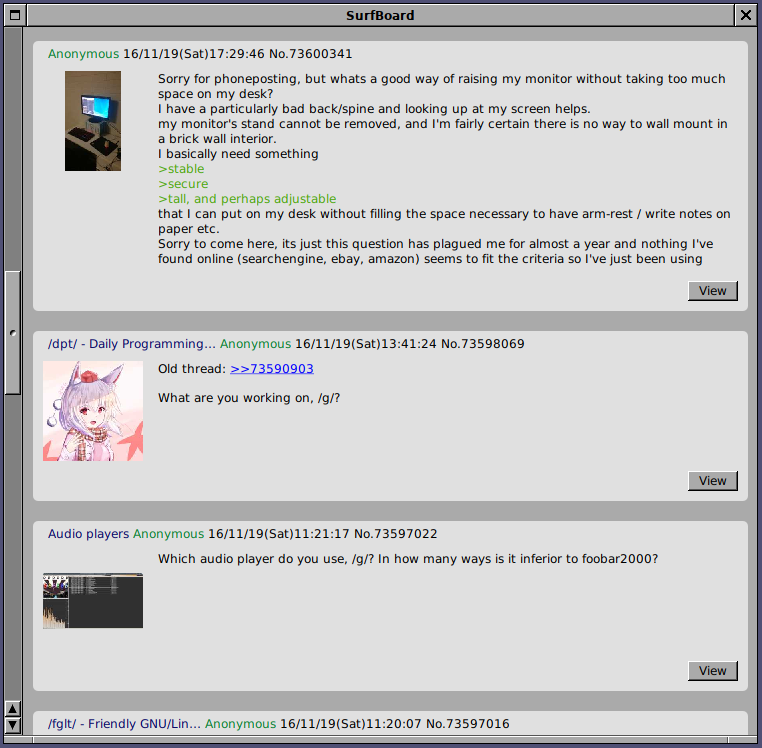 SurfBoard
Anonymous 16/11/19(Sat)17:29:46 No.73600341
Sorry for phoneposting, but whats a good way of raising my monitor without taking too much
space on my desk?
I have a particularly bad back/spine and looking up at my screen helps.
my monitor's stand cannot be removed, and I'm fairly certain there is no way to wall mount in
a brick wall interior.
I basically need something
>stable
>secure
>tall, and perhaps adjustable
that I can put on my desk without filling the space necessary to have arm-rest / write notes on
paper etc.
Sorry to come here, its just this question has plagued me for almost a year and nothing I've
found online (searchengine, ebay, amazon) seems to fit the criteria so I've just been using
View
/dpt/ - Daily Programming... Anonymous 16/11/19(Sat)13:41:24 No.73598069
Old thread: >>73590903
What are you working on, /g/?
View
Audio players Anonymous 16/11/19(Sat)11:21:17 No.73597022
Which audio player do you use, /g/? In how many ways is it inferior to foobar2000?
View
/fglt/ - Friendly GNU/Lin... Anonymous 16/11/19(Sat)11:20:07 No.73597016